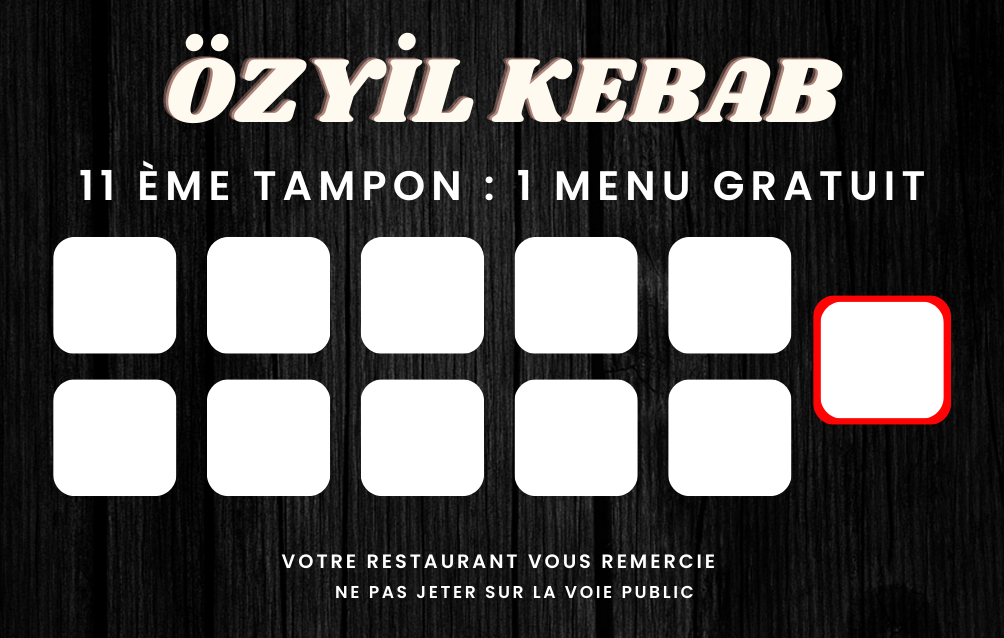 ÖZYİL KEBAB
11 ÈME TAMPON : 1 MENU GRATUIT
VOTRE RESTAURANT VOUS REMERCIE
NE PAS JETER SUR LA VOIE PUBLIC